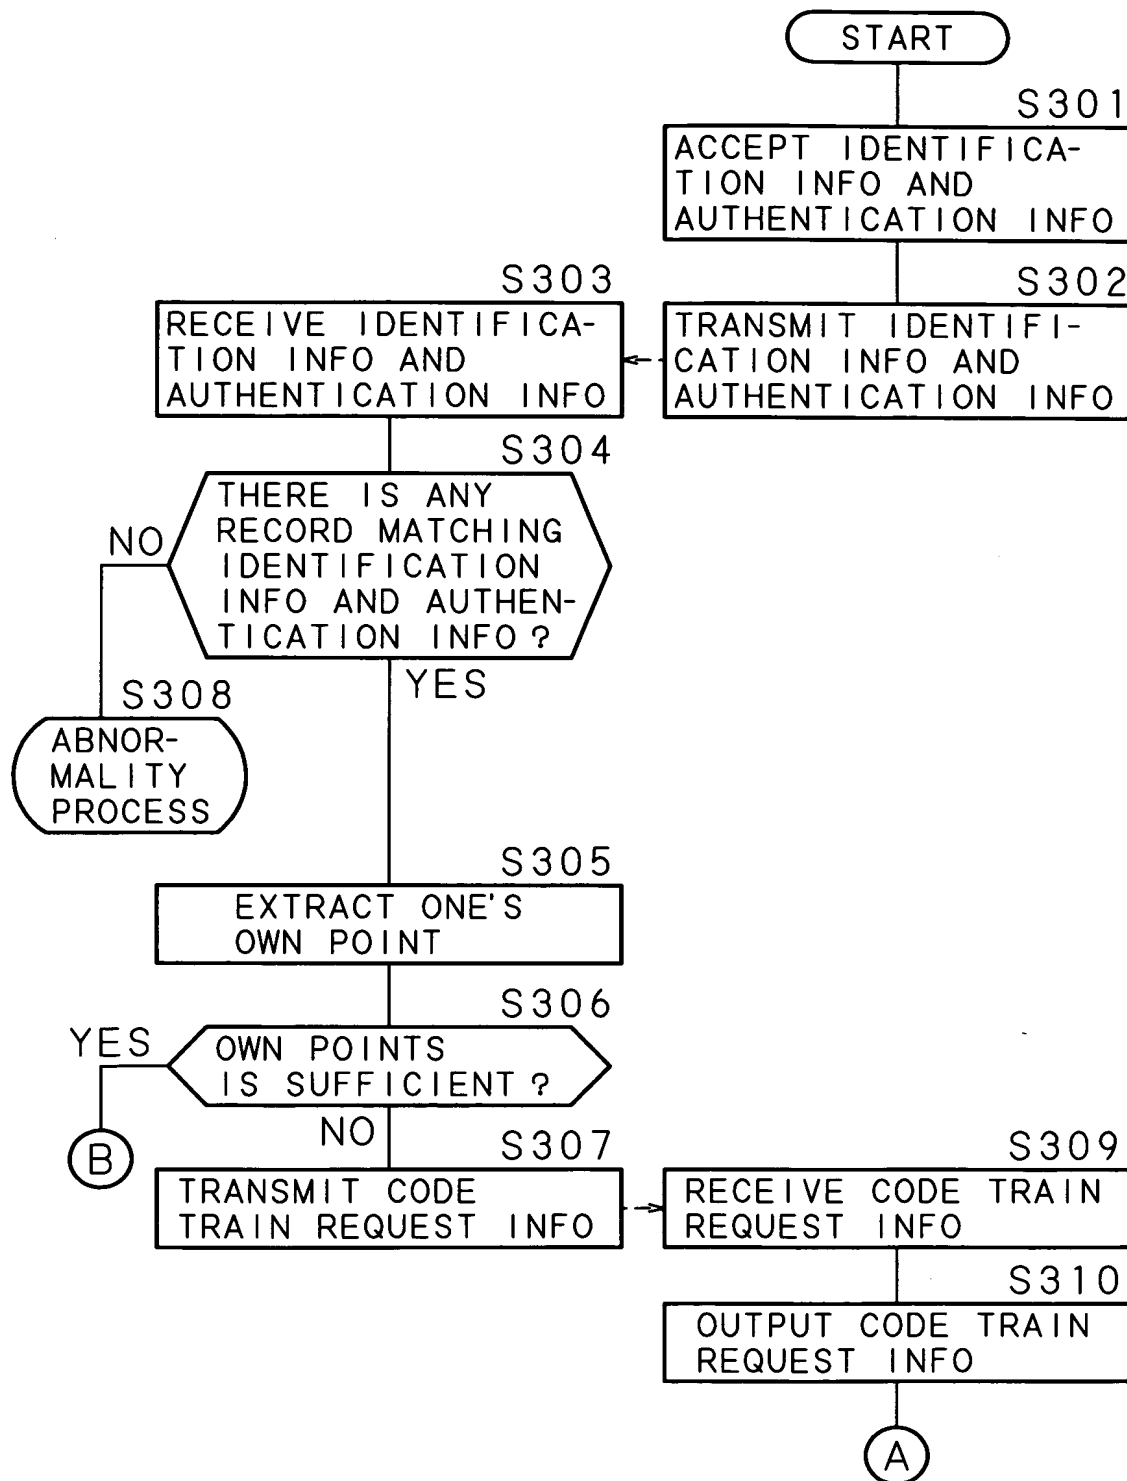 START
S301
ACCEPT IDENTIFICA-
TION INFO AND
AUTHENTICATION INFO
S302
TRANSMIT IDENTIFI-
CATION INFO AND
AUTHENTICATION INFO
S303
RECEIVE IDENTIFICA-
TION INFO AND
AUTHENTICATION INFO
S304
THERE IS ANY
RECORD MATCHING
IDENTIFICATION
INFO AND AUTHEN-
TICATION INFO?
NO
YES
S308
ABNOR-
MALITY
PROCESS
S305
EXTRACT ONE'S
OWN POINT
S306
OWN POINTS
IS SUFFICIENT?
YES
B
NO
S307
TRANSMIT CODE
TRAIN REQUEST INFO
S309
RECEIVE CODE TRAIN
REQUEST INFO
S310
OUTPUT CODE TRAIN
REQUEST INFO
A